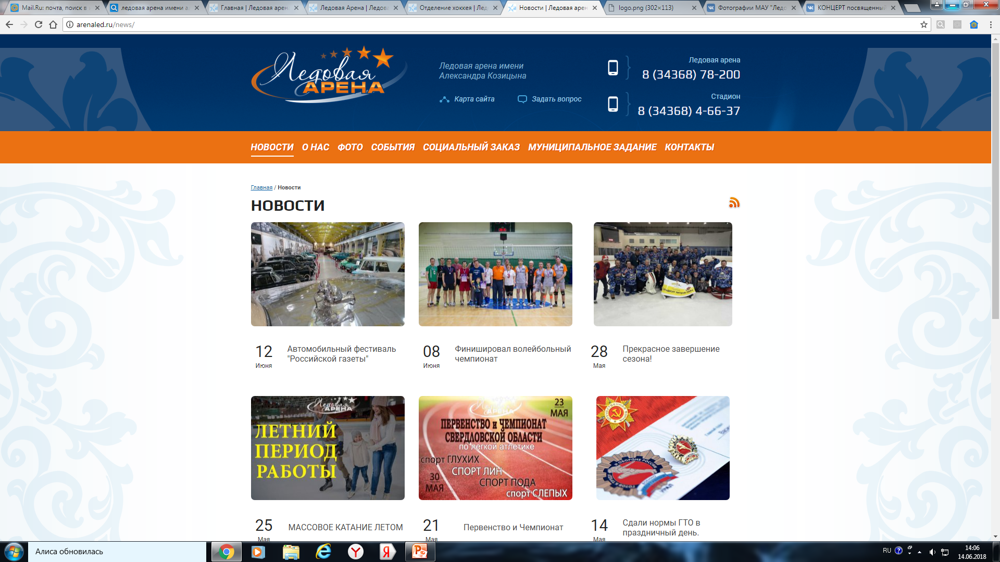 Mail.Ru: почта, поиск в
ледовая арена имени ал
Главная | Ледовая арен
Ледовая Арена | Ледова
Отделение хоккея | Лед
Новости | Ледовая арен
logo.png (302×113)
Фотографии МАУ "Ледо
КОНЦЕРТ посвященный
arenaled.ru/news/
Ледовая
АРЕНА
Ледовая арена имени
Александра Козицына
Карта сайта
Задать вопрос
Ледовая арена
8 (34368) 78-200
Стадион
8 (34368) 4-66-37
НОВОСТИ О НАС ФОТО СОБЫТИЯ СОЦИАЛЬНЫЙ ЗАКАЗ МУНИЦИПАЛЬНОЕ ЗАДАНИЕ КОНТАКТЫ
Главная / Новости
НОВОСТИ
12
Июня
Автомобильный фестиваль
"Российской газеты"
08
Июня
Финишировал волейбольный
чемпионат
28
Мая
Прекрасное завершение
сезона!
Ледовая
АРЕНА
ЛЕТНИЙ
ПЕРИОД
РАБОТЫ
Ледовая
АРЕНА
23
МАЯ
ПЕРВЕНСТВО и ЧЕМПИОНАТ
СВЕРДЛОВСКОЙ ОБЛАСТИ
по легкой атлетике
спорт ГЛУХИХ
СПОРТ ЛИН
30
МАЯ
СПОРТ ПОДА
спорт СЛЕПЫХ
25
Мая
МАССОВОЕ КАТАНИЕ ЛЕТОМ
21
Мая
Первенство и Чемпионат
14
Мая
Сдали нормы ГТО в
праздничный день.
Алиса обновилась
RU
14:06
14.06.2018